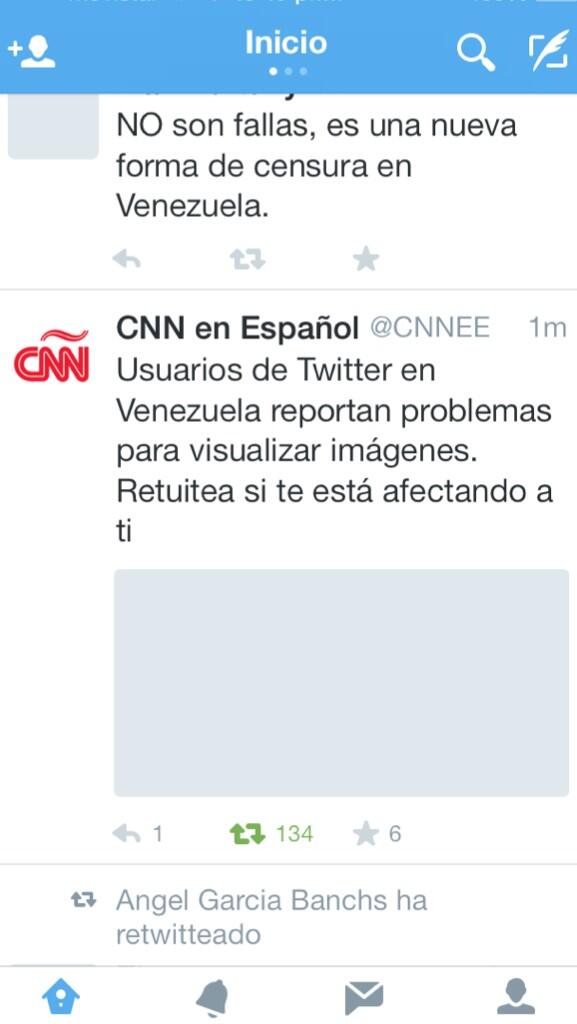 Inicio
NO son fallas, es una nueva
forma de censura en
Venezuela.
CNN
CNN en Español @CNNEE 1m
Usuarios de Twitter en
Venezuela reportan problemas
para visualizar imágenes.
Retuitea si te está afectando a
ti
1 134 6
Angel Garcia Banchs ha
retwitteado